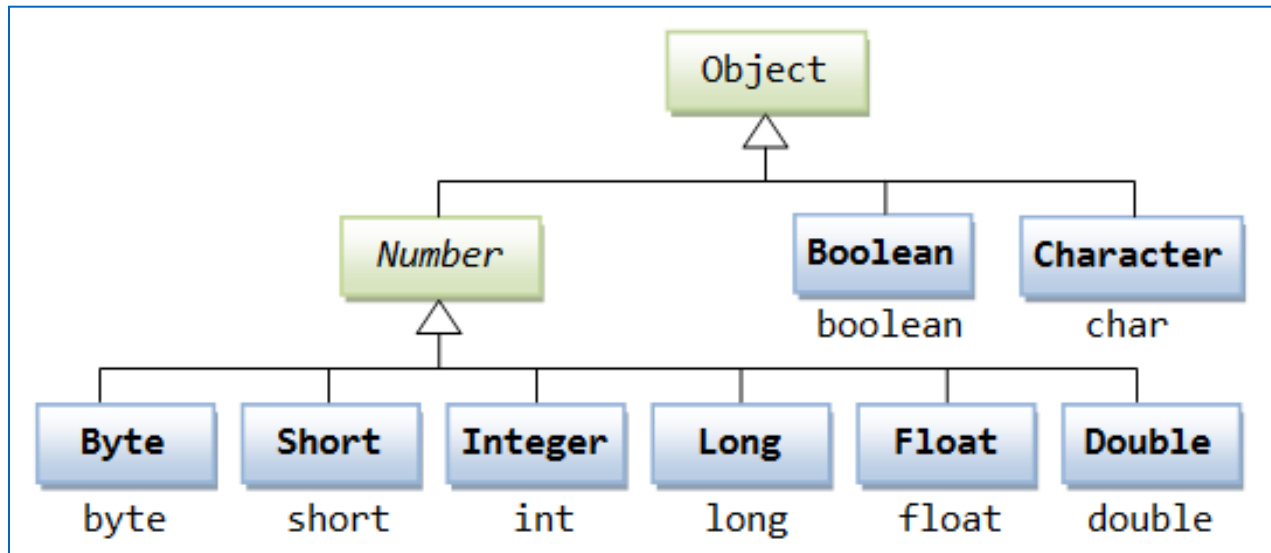 Object
Number
Boolean
Character
boolean
char
Byte
Short
Integer
Long
Float
Double
byte
short
int
long
float
double